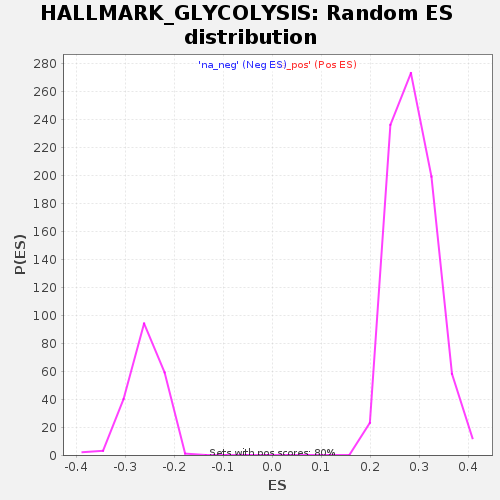 HALLMARK_GLYCOLYSIS: Random ES
distribution
'na_neg' (Neg ES)_pos' (Pos ES)
280
260
240
220
200
180
160
140
120
100
80
60
40
20
0
P(ES)
Sets with pos scores: 80%
-0.4 -0.3 -0.2 -0.1 0.0 0.1 0.2 0.3 0.4
ES